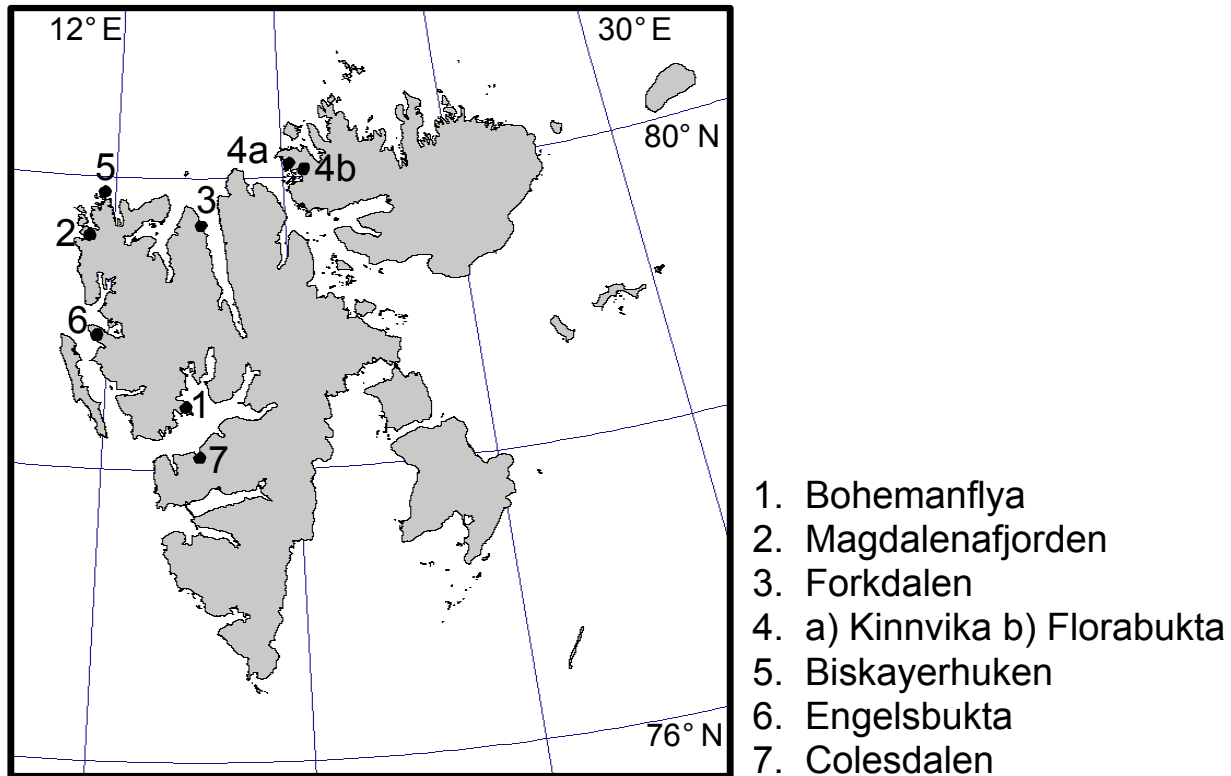 12° E
30° E
80° N
4a
4b
5
3
2
6
1
7
76° N
1. Bohemanflya
2. Magdalenafjorden
3. Forkdalen
4. a) Kinnvika b) Florabukta
5. Biskayerhuken
6. Engelsbukta
7. Colesdalen